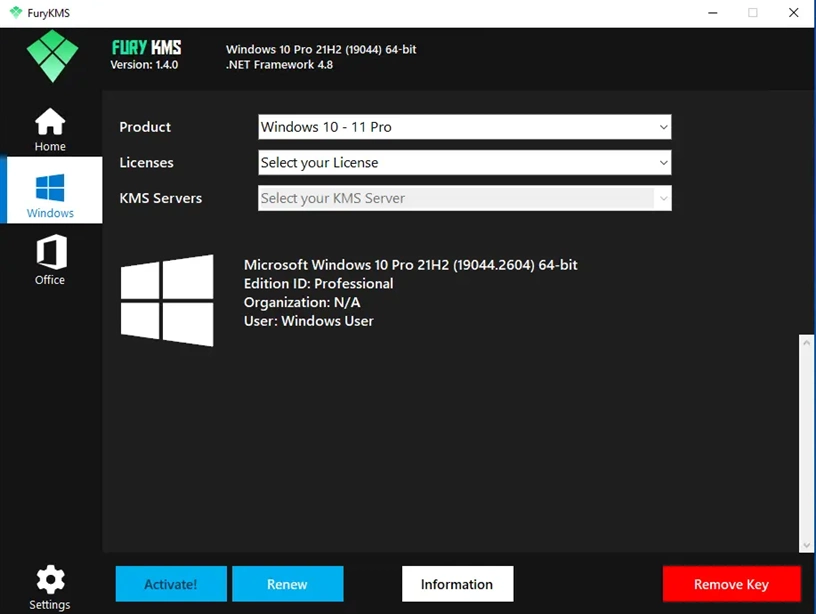 FuryKMS
FURY KMS
Version: 1.4.0
Windows 10 Pro 21H2 (19044) 64-bit
.NET Framework 4.8
Home
Windows
Office
Settings
Product
Windows 10 - 11 Pro
Licenses
Select your License
KMS Servers
Select your KMS Server
Microsoft Windows 10 Pro 21H2 (19044.2604) 64-bit
Edition ID: Professional
Organization: N/A
User: Windows User
Activate!
Renew
Information
Remove Key